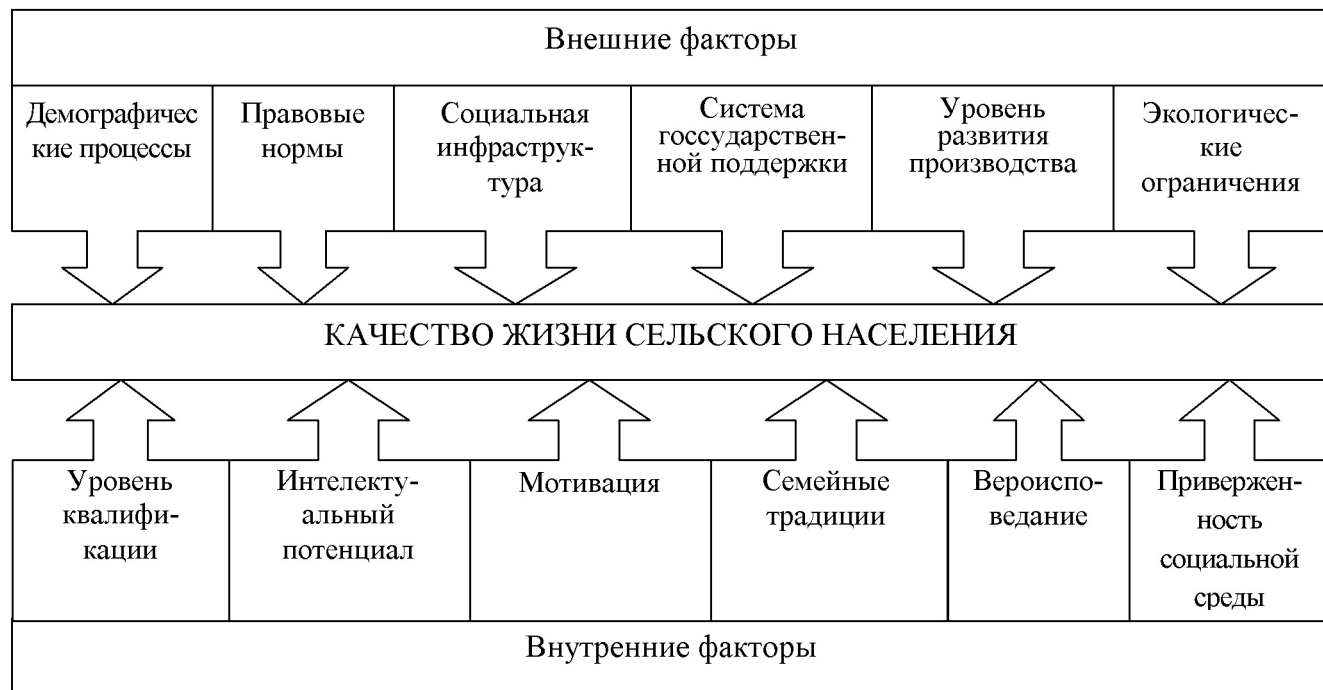 Внешние факторы
Демографичес
кие процессы
Правовые
нормы
Социальная
инфраструк-
тура
Система
госсударствен-
ной поддержки
Уровень
развития
производства
Экологичес-
кие
ограничения
КАЧЕСТВО ЖИЗНИ СЕЛЬСКОГО НАСЕЛЕНИЯ
Уровень
квалифи-
кации
Интелекту-
альный
потенциал
Мотивация
Семейные
традиции
Вероиспо-
ведание
Привержен-
ность
социальной
среды
Внутренние факторы